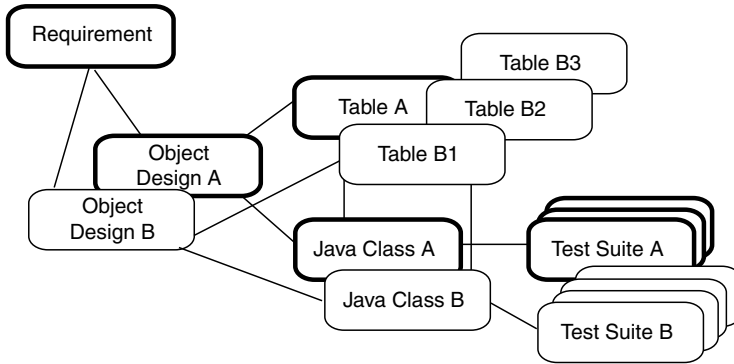 Requirement
Table B3
Table A
Table B2
Object
Design A
Table B1
Object
Design B
Java Class A
Test Suite A
Java Class B
Test Suite B